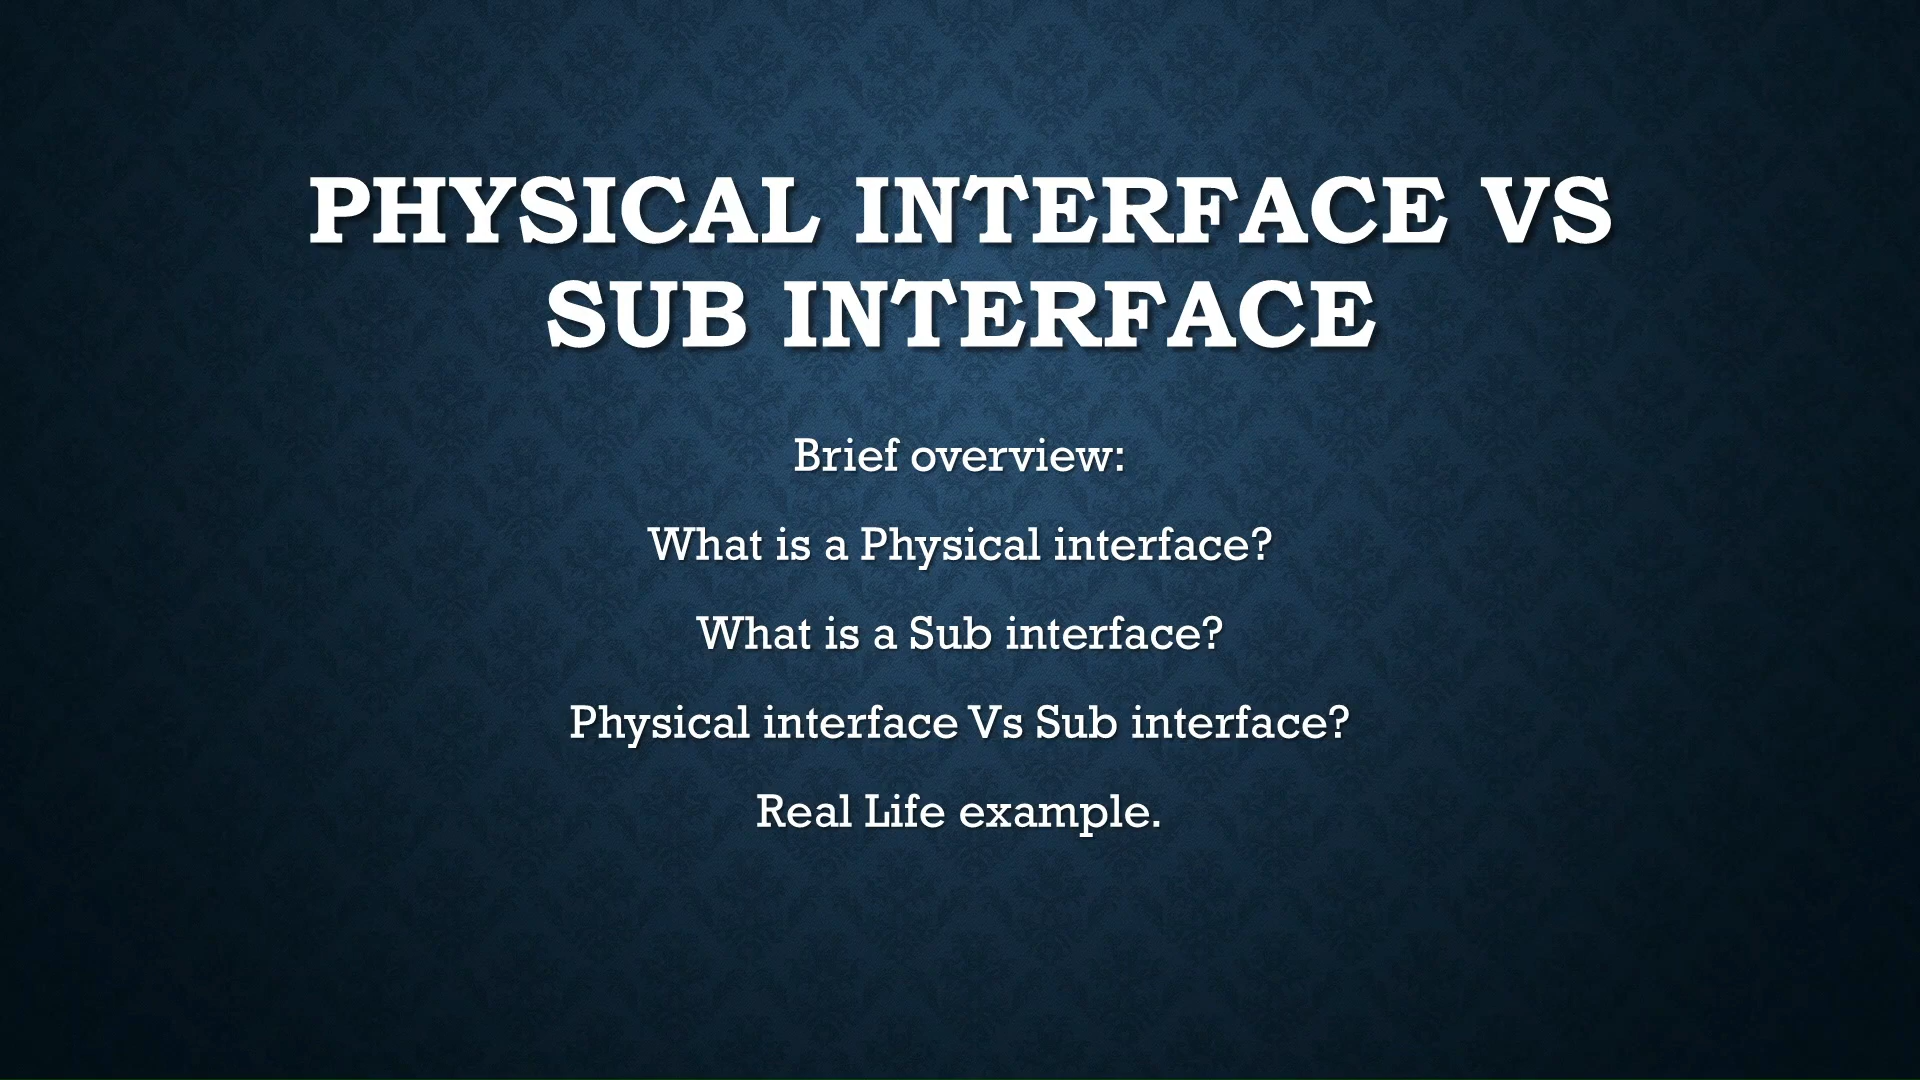 PHYSICAL INTERFACE VS
SUB INTERFACE
Brief overview:
What is a Physical interface?
What is a Sub interface?
Physical interface Vs Sub interface?
Real Life example.